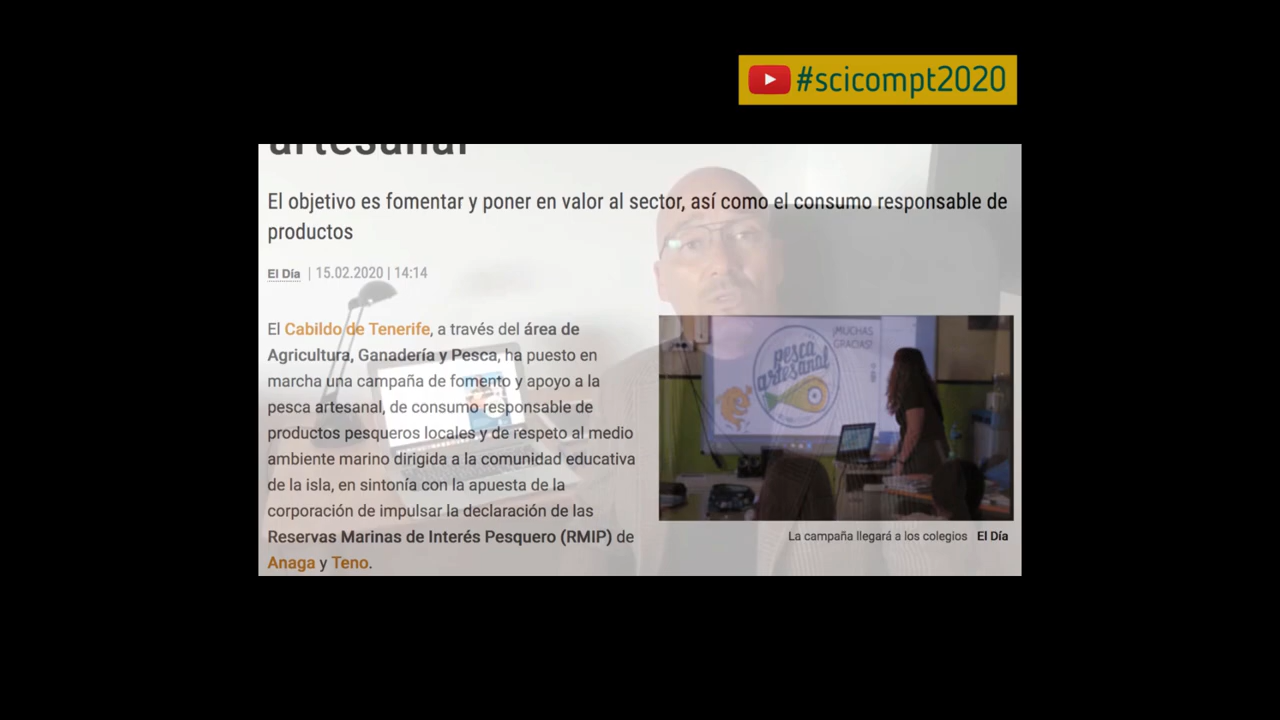 #scicompt2020
artesanal
El objetivo es fomentar y poner en valor al sector, así como el consumo responsable de
productos
El Día | 15.02.2020 | 14:14
El Cabildo de Tenerife, a través del área de
Agricultura, Ganadería y Pesca, ha puesto en
marcha una campaña de fomento y apoyo a la
pesca artesanal, de consumo responsable de
productos pesqueros locales y de respeto al medio
ambiente marino dirigida a la comunidad educativa
de la isla, en sintonía con la apuesta de la
corporación de impulsar la declaración de las
Reservas Marinas de Interés Pesquero (RMIP) de
Anaga y Teno.
¡MUCHAS
GRACIAS!
pesca
artesanal
La campaña llegará a los colegios El Día